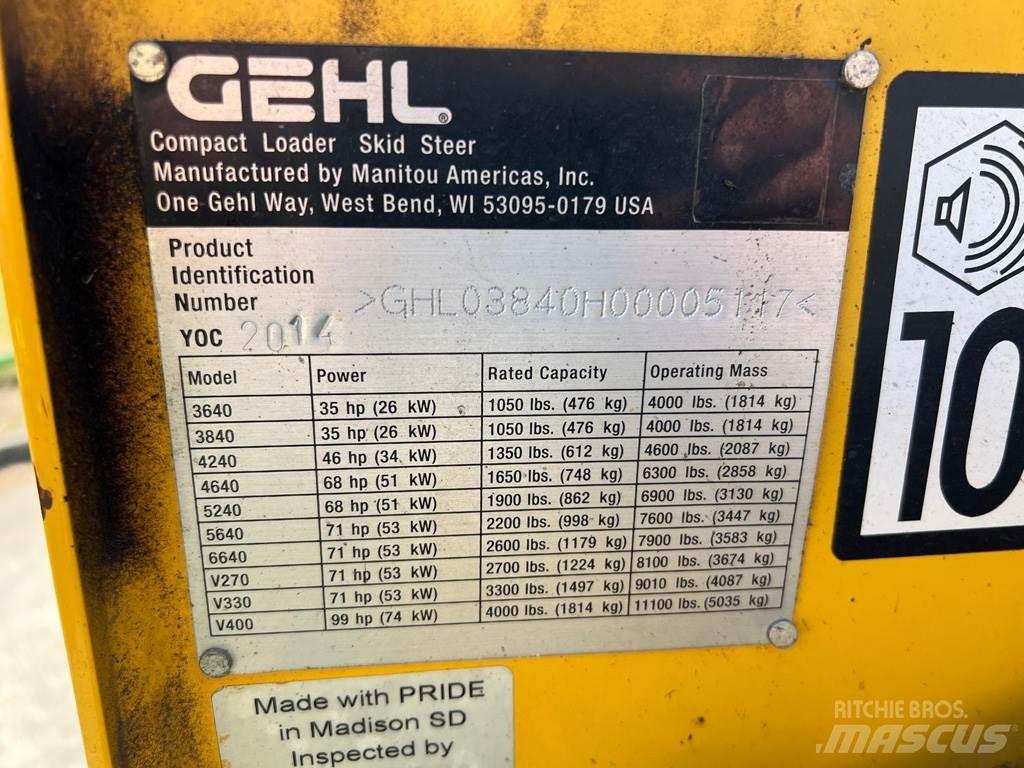 GEHL®
Compact Loader Skid Steer
Manufactured by Manitou Americas, Inc.
One Gehl Way, West Bend, WI 53095-0179 USA
Product
Identification
Number >GHL03840H00005117<
YOC 2014
Model Power Rated Capacity Operating Mass
3640 35 hp (26 kW) 1050 lbs. (476 kg) 4000 lbs. (1814 kg)
3840 35 hp (26 kW) 1050 lbs. (476 kg) 4000 lbs. (1814 kg)
4240 46 hp (34 kW) 1350 lbs. (612 kg) 4600 lbs. (2087 kg)
4640 68 hp (51 kW) 1650 lbs. (748 kg) 6300 lbs. (2858 kg)
5240 68 hp (51 kW) 1900 lbs. (862 kg) 6900 lbs. (3130 kg)
5640 71 hp (53 kW) 2200 lbs. (998 kg) 7600 lbs. (3447 kg)
6640 71 hp (53 kW) 2600 lbs. (1179 kg) 7900 lbs. (3583 kg)
V270 71 hp (53 kW) 2700 lbs. (1224 kg) 8100 lbs. (3674 kg)
V330 71 hp (53 kW) 3300 lbs. (1497 kg) 9010 lbs. (4087 kg)
V400 99 hp (74 kW) 4000 lbs. (1814 kg) 11100 lbs. (5035 kg)
10
Made with PRIDE
in Madison SD
Inspected by
RITCHIE BROS.
MASCUS